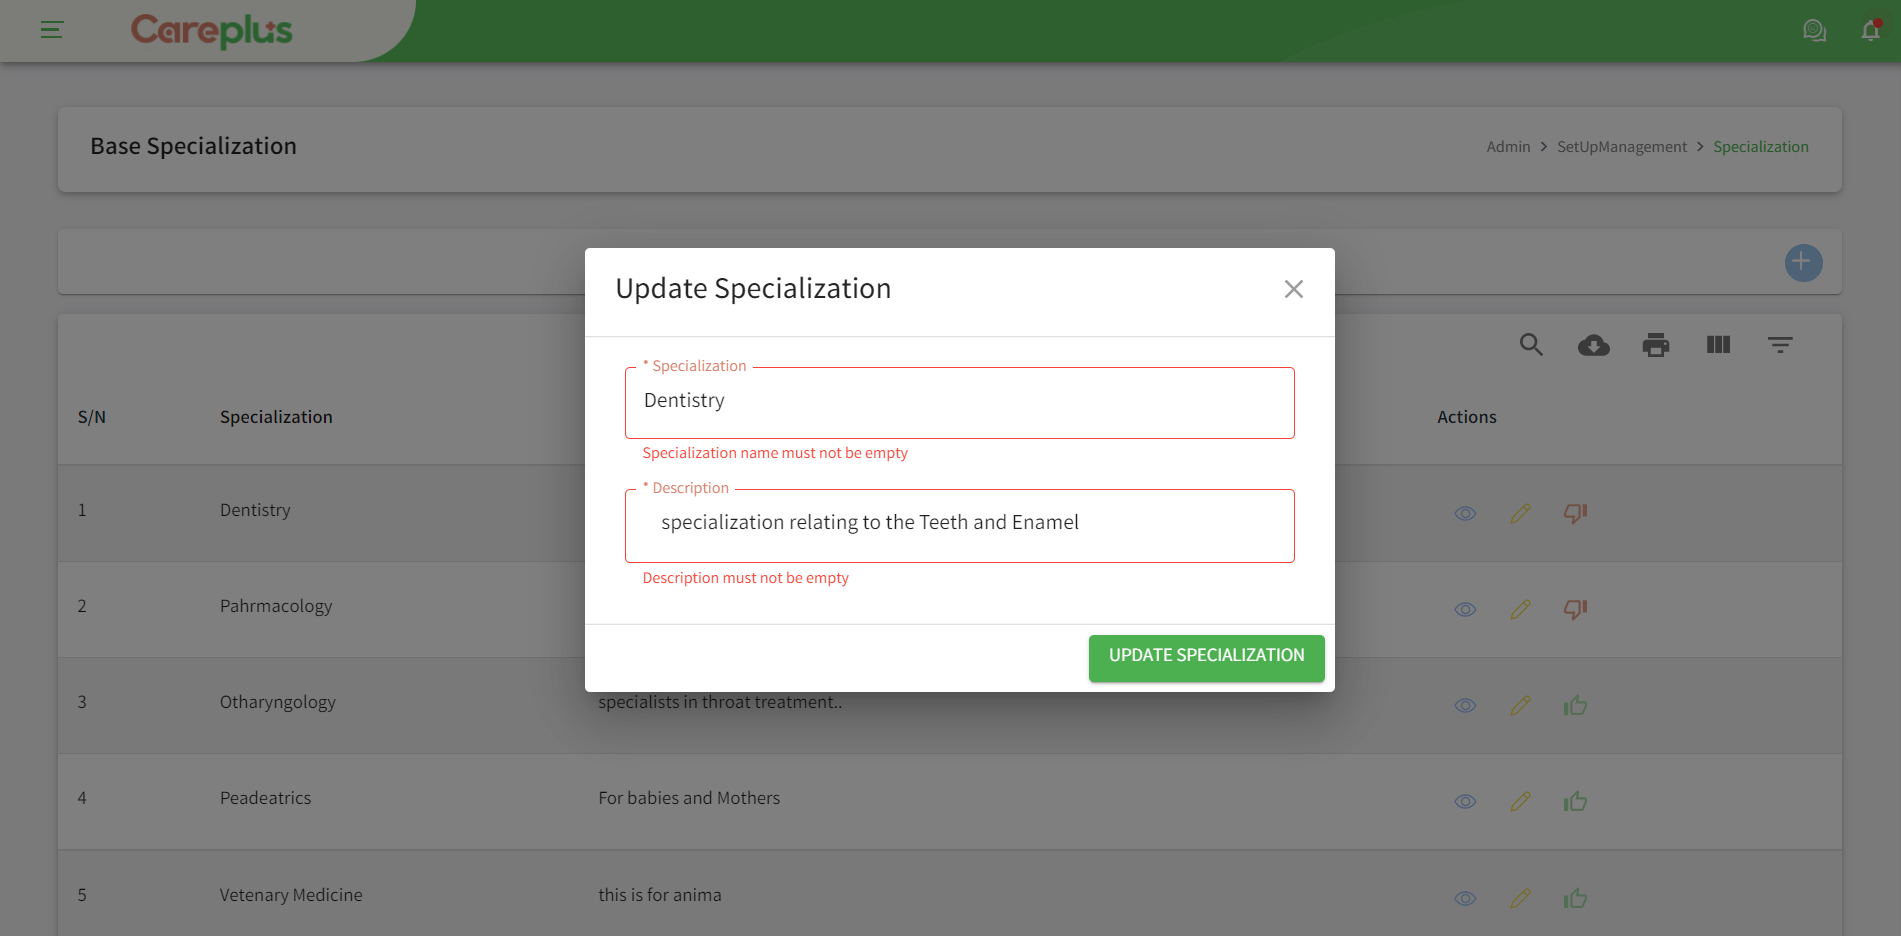 Careplus
Base Specialization
Admin > SetUpManagement > Specialization
Update Specialization
* Specialization
Dentistry
Specialization name must not be empty
* Description
specialization relating to the Teeth and Enamel
Description must not be empty
UPDATE SPECIALIZATION
S/N Specialization Actions
1 Dentistry
2 Pahrmacology
3 Otharyngology specialists in throat treatment..
4 Peadeatrics For babies and Mothers
5 Vetenary Medicine this is for anima